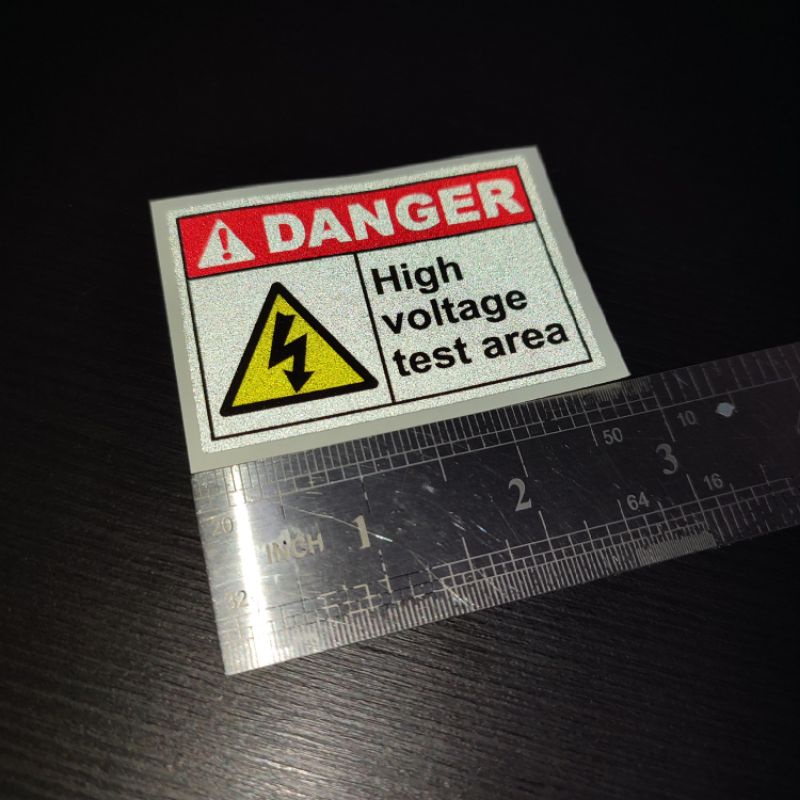 DANGER
High
voltage
test area
50
10
20
1
2
3
INCH
64
16
32